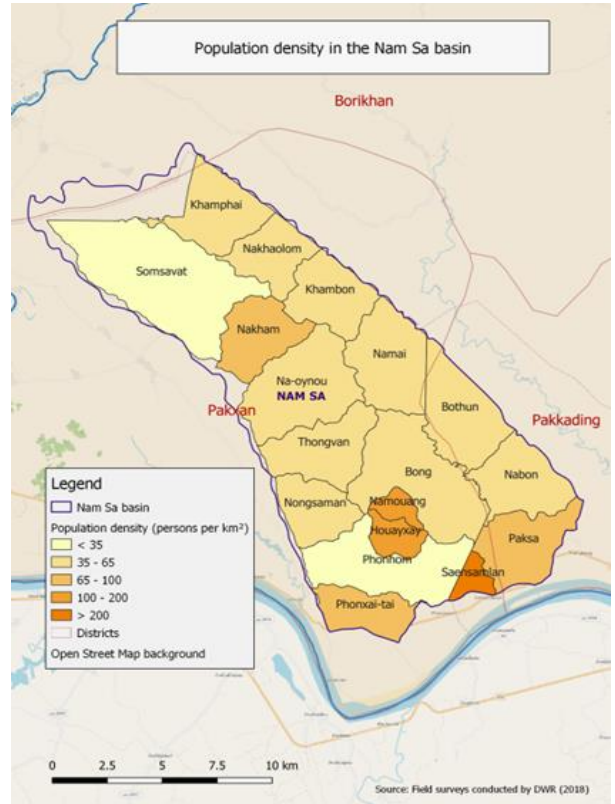 Population density in the Nam Sa basin
Borikhan
Khamphai
Nakhaolom
Somsavat
Khambon
Nakham
Namai
Na-oynou
NAM SA
Bothun
Pakxan
Pakkading
Thongvan
Bong
Nabon
Nongsaman
Namouang
Houayxay
Paksa
Phonhom
Saensamlan
Phonxai-tai
Legend
Nam Sa basin
Population density (persons per km²)
< 35
35 - 65
65 - 100
100 - 200
> 200
Districts
Open Street Map background
0 2.5 5 7.5 10 km
Source: Field surveys conducted by DWR (2018)